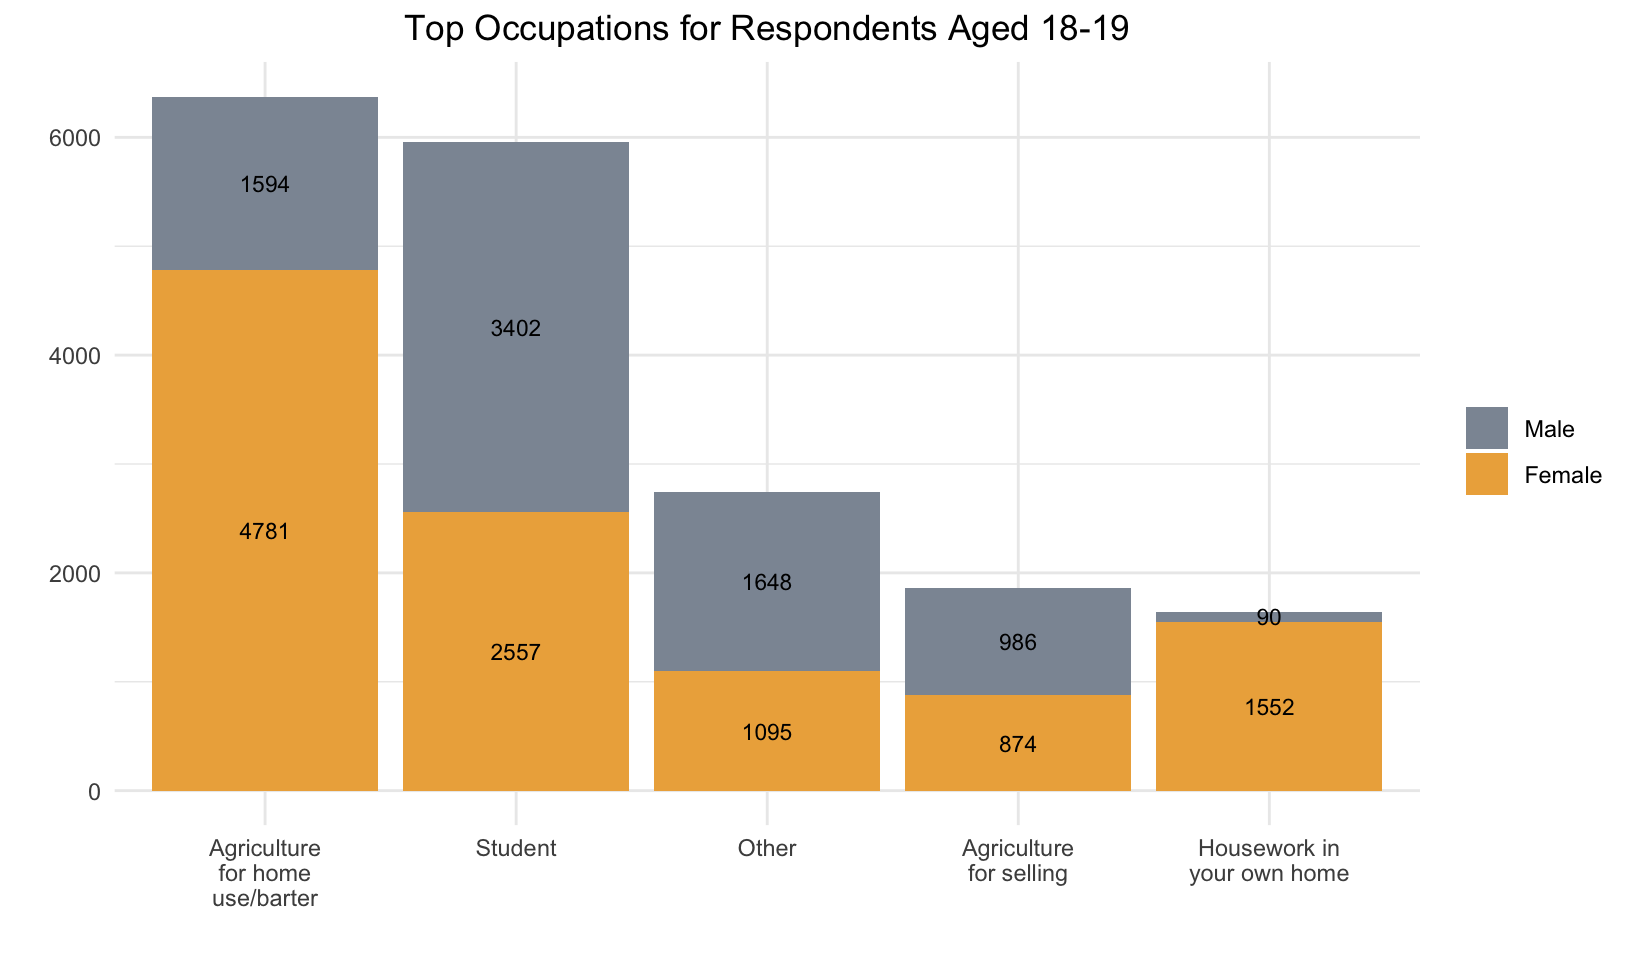 Top Occupations for Respondents Aged 18-19
6000
4000
2000
0
1594
4781
3402
2557
1648
1095
986
874
90
1552
Agriculture
for home
use/barter
Student
Other
Agriculture
for selling
Housework in
your own home
Male
Female